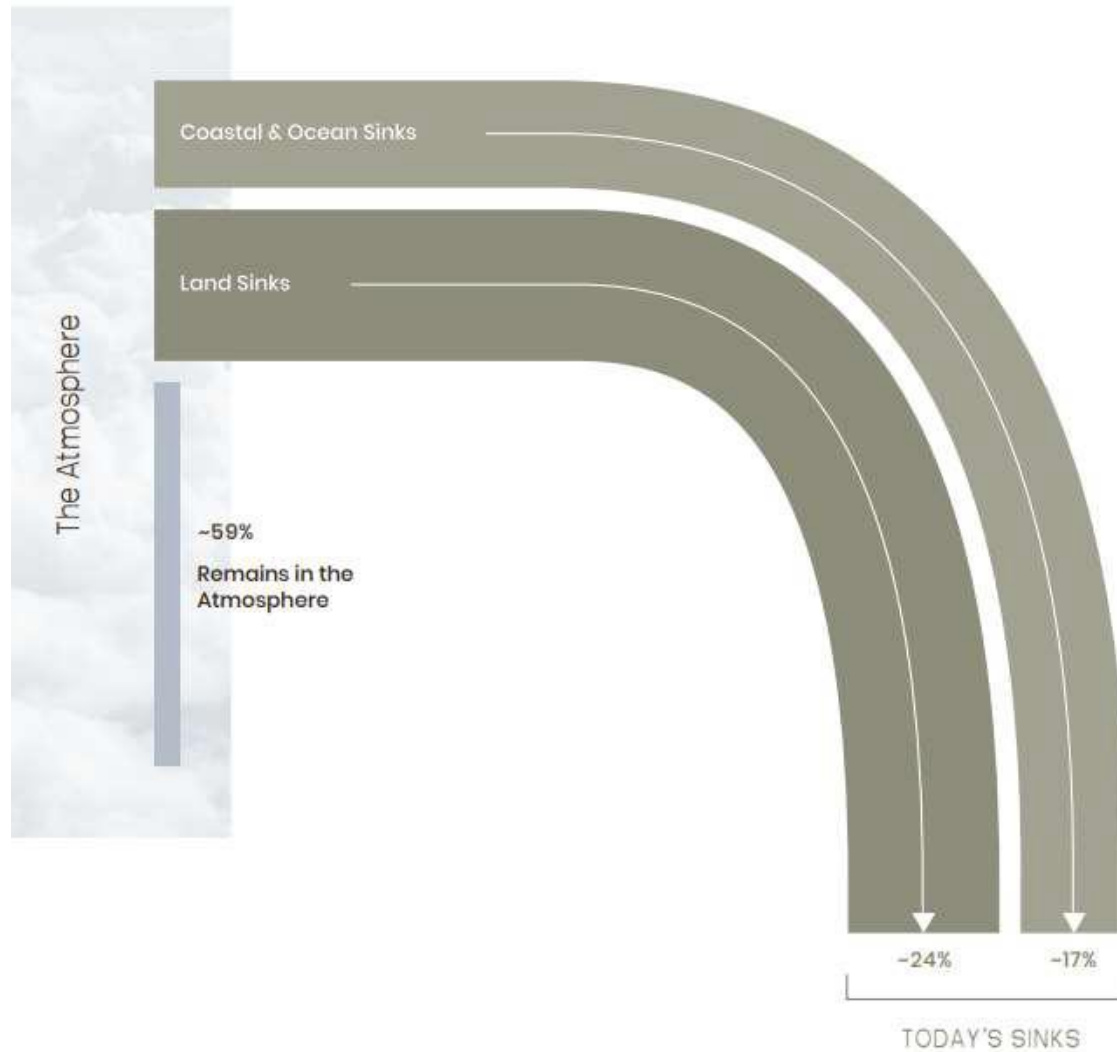 Coastal & Ocean Sinks
Land Sinks
The Atmosphere
~59%
Remains in the
Atmosphere
~24%
~17%
TODAY'S SINKS